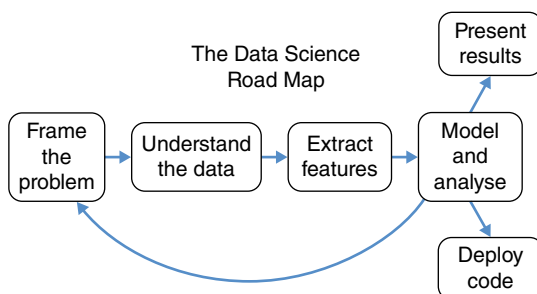 The Data Science
Road Map
Frame
the
problem
Understand
the data
Extract
features
Model
and
analyse
Present
results
Deploy
code